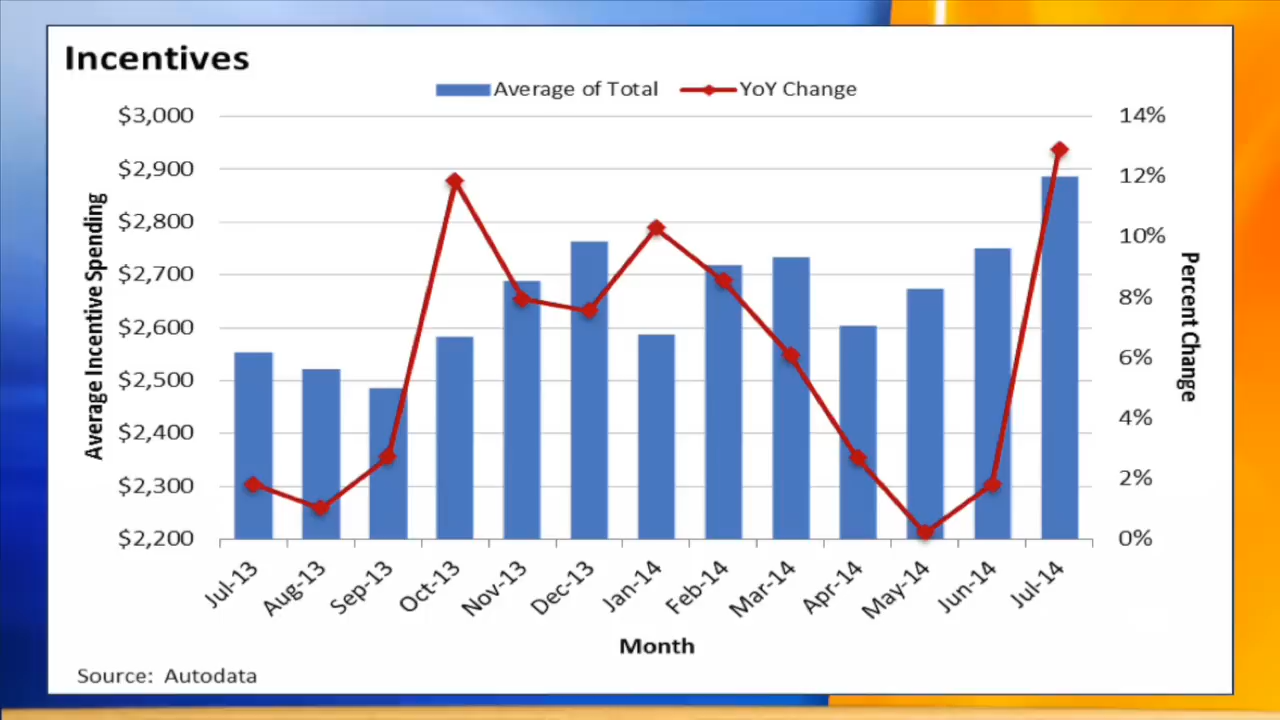 Incentives
Average of Total
YoY Change
$3,000
$2,900
$2,800
$2,700
$2,600
$2,500
$2,400
$2,300
$2,200
Average Incentive Spending
14%
12%
10%
8%
6%
4%
2%
0%
Percent Change
Jul-13
Aug-13
Sep-13
Oct-13
Nov-13
Dec-13
Jan-14
Feb-14
Mar-14
Apr-14
May-14
Jun-14
Jul-14
Month
Source: Autodata